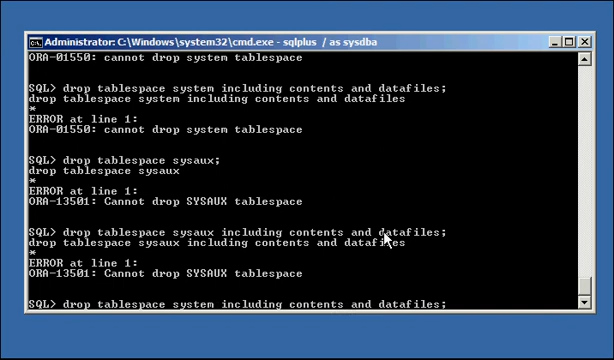 Administrator: C:\Windows\system32\cmd.exe - sqlplus / as sysdba
ORA-01550: cannot drop system tablespace
SQL> drop tablespace system including contents and datafiles;
drop tablespace system including contents and datafiles
*
ERROR at line 1:
ORA-01550: cannot drop system tablespace
SQL> drop tablespace sysaux;
drop tablespace sysaux
*
ERROR at line 1:
ORA-13501: Cannot drop SYSAUX tablespace
SQL> drop tablespace sysaux including contents and datafiles;
drop tablespace sysaux including contents and datafiles
*
ERROR at line 1:
ORA-13501: Cannot drop SYSAUX tablespace
SQL> drop tablespace system including contents and datafiles;